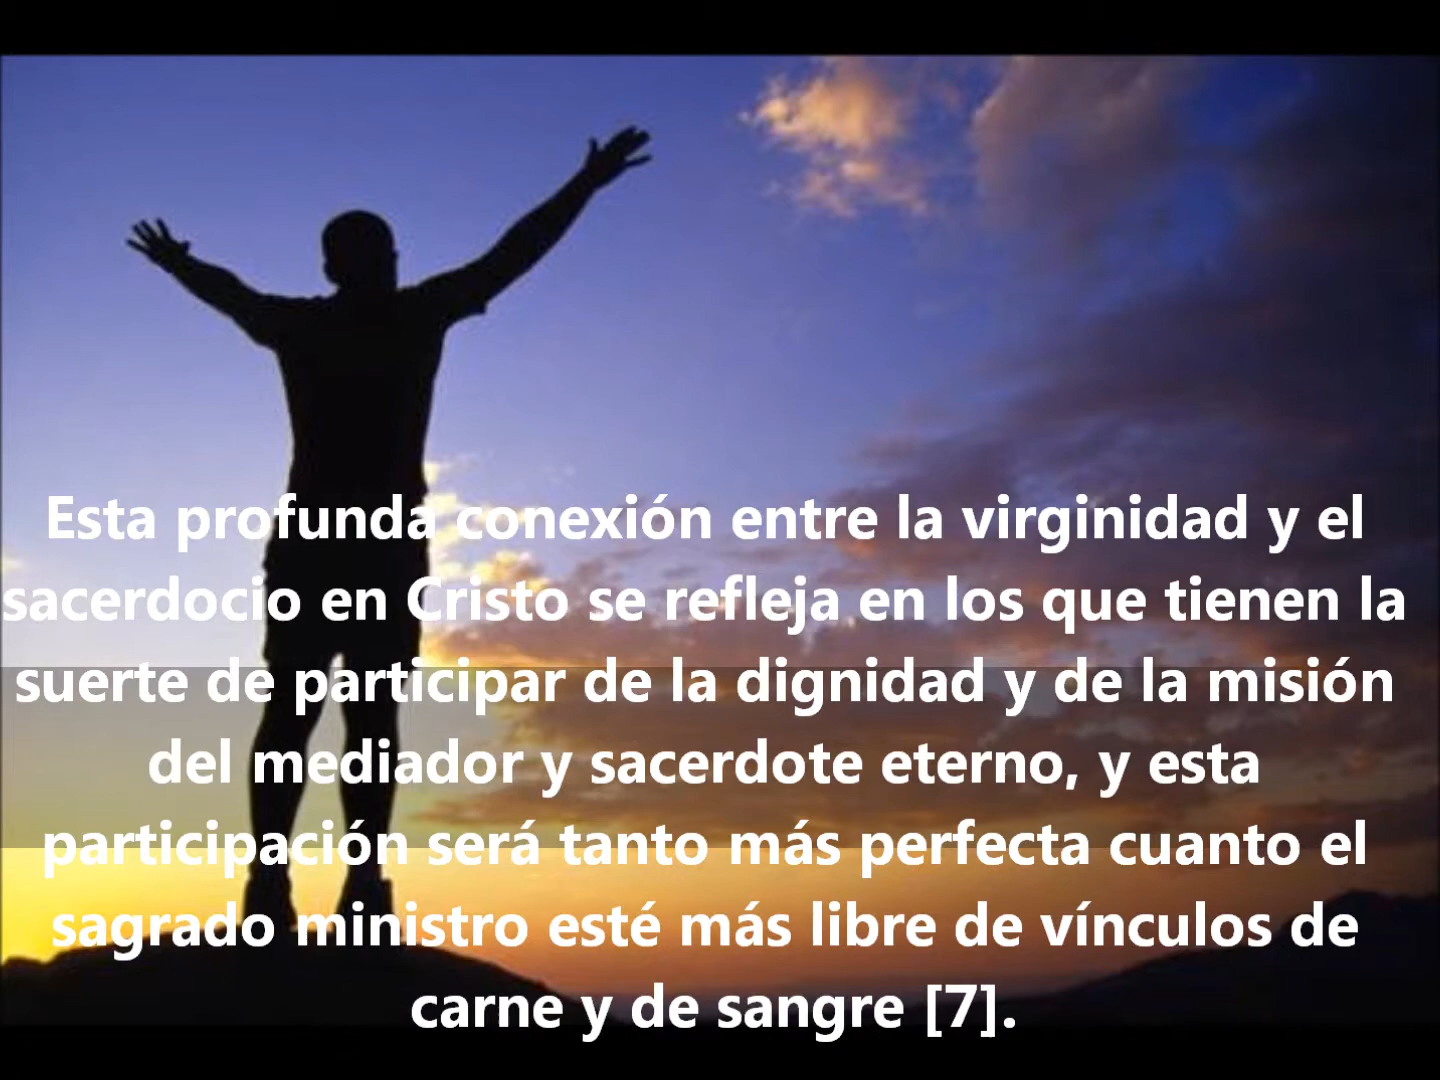 Esta profunda conexión entre la virginidad y el
sacerdocio en Cristo se refleja en los que tienen la
suerte de participar de la dignidad y de la misión
del mediador y sacerdote eterno, y esta
participación será tanto más perfecta cuanto el
sagrado ministro esté más libre de vínculos de
carne y de sangre [7].